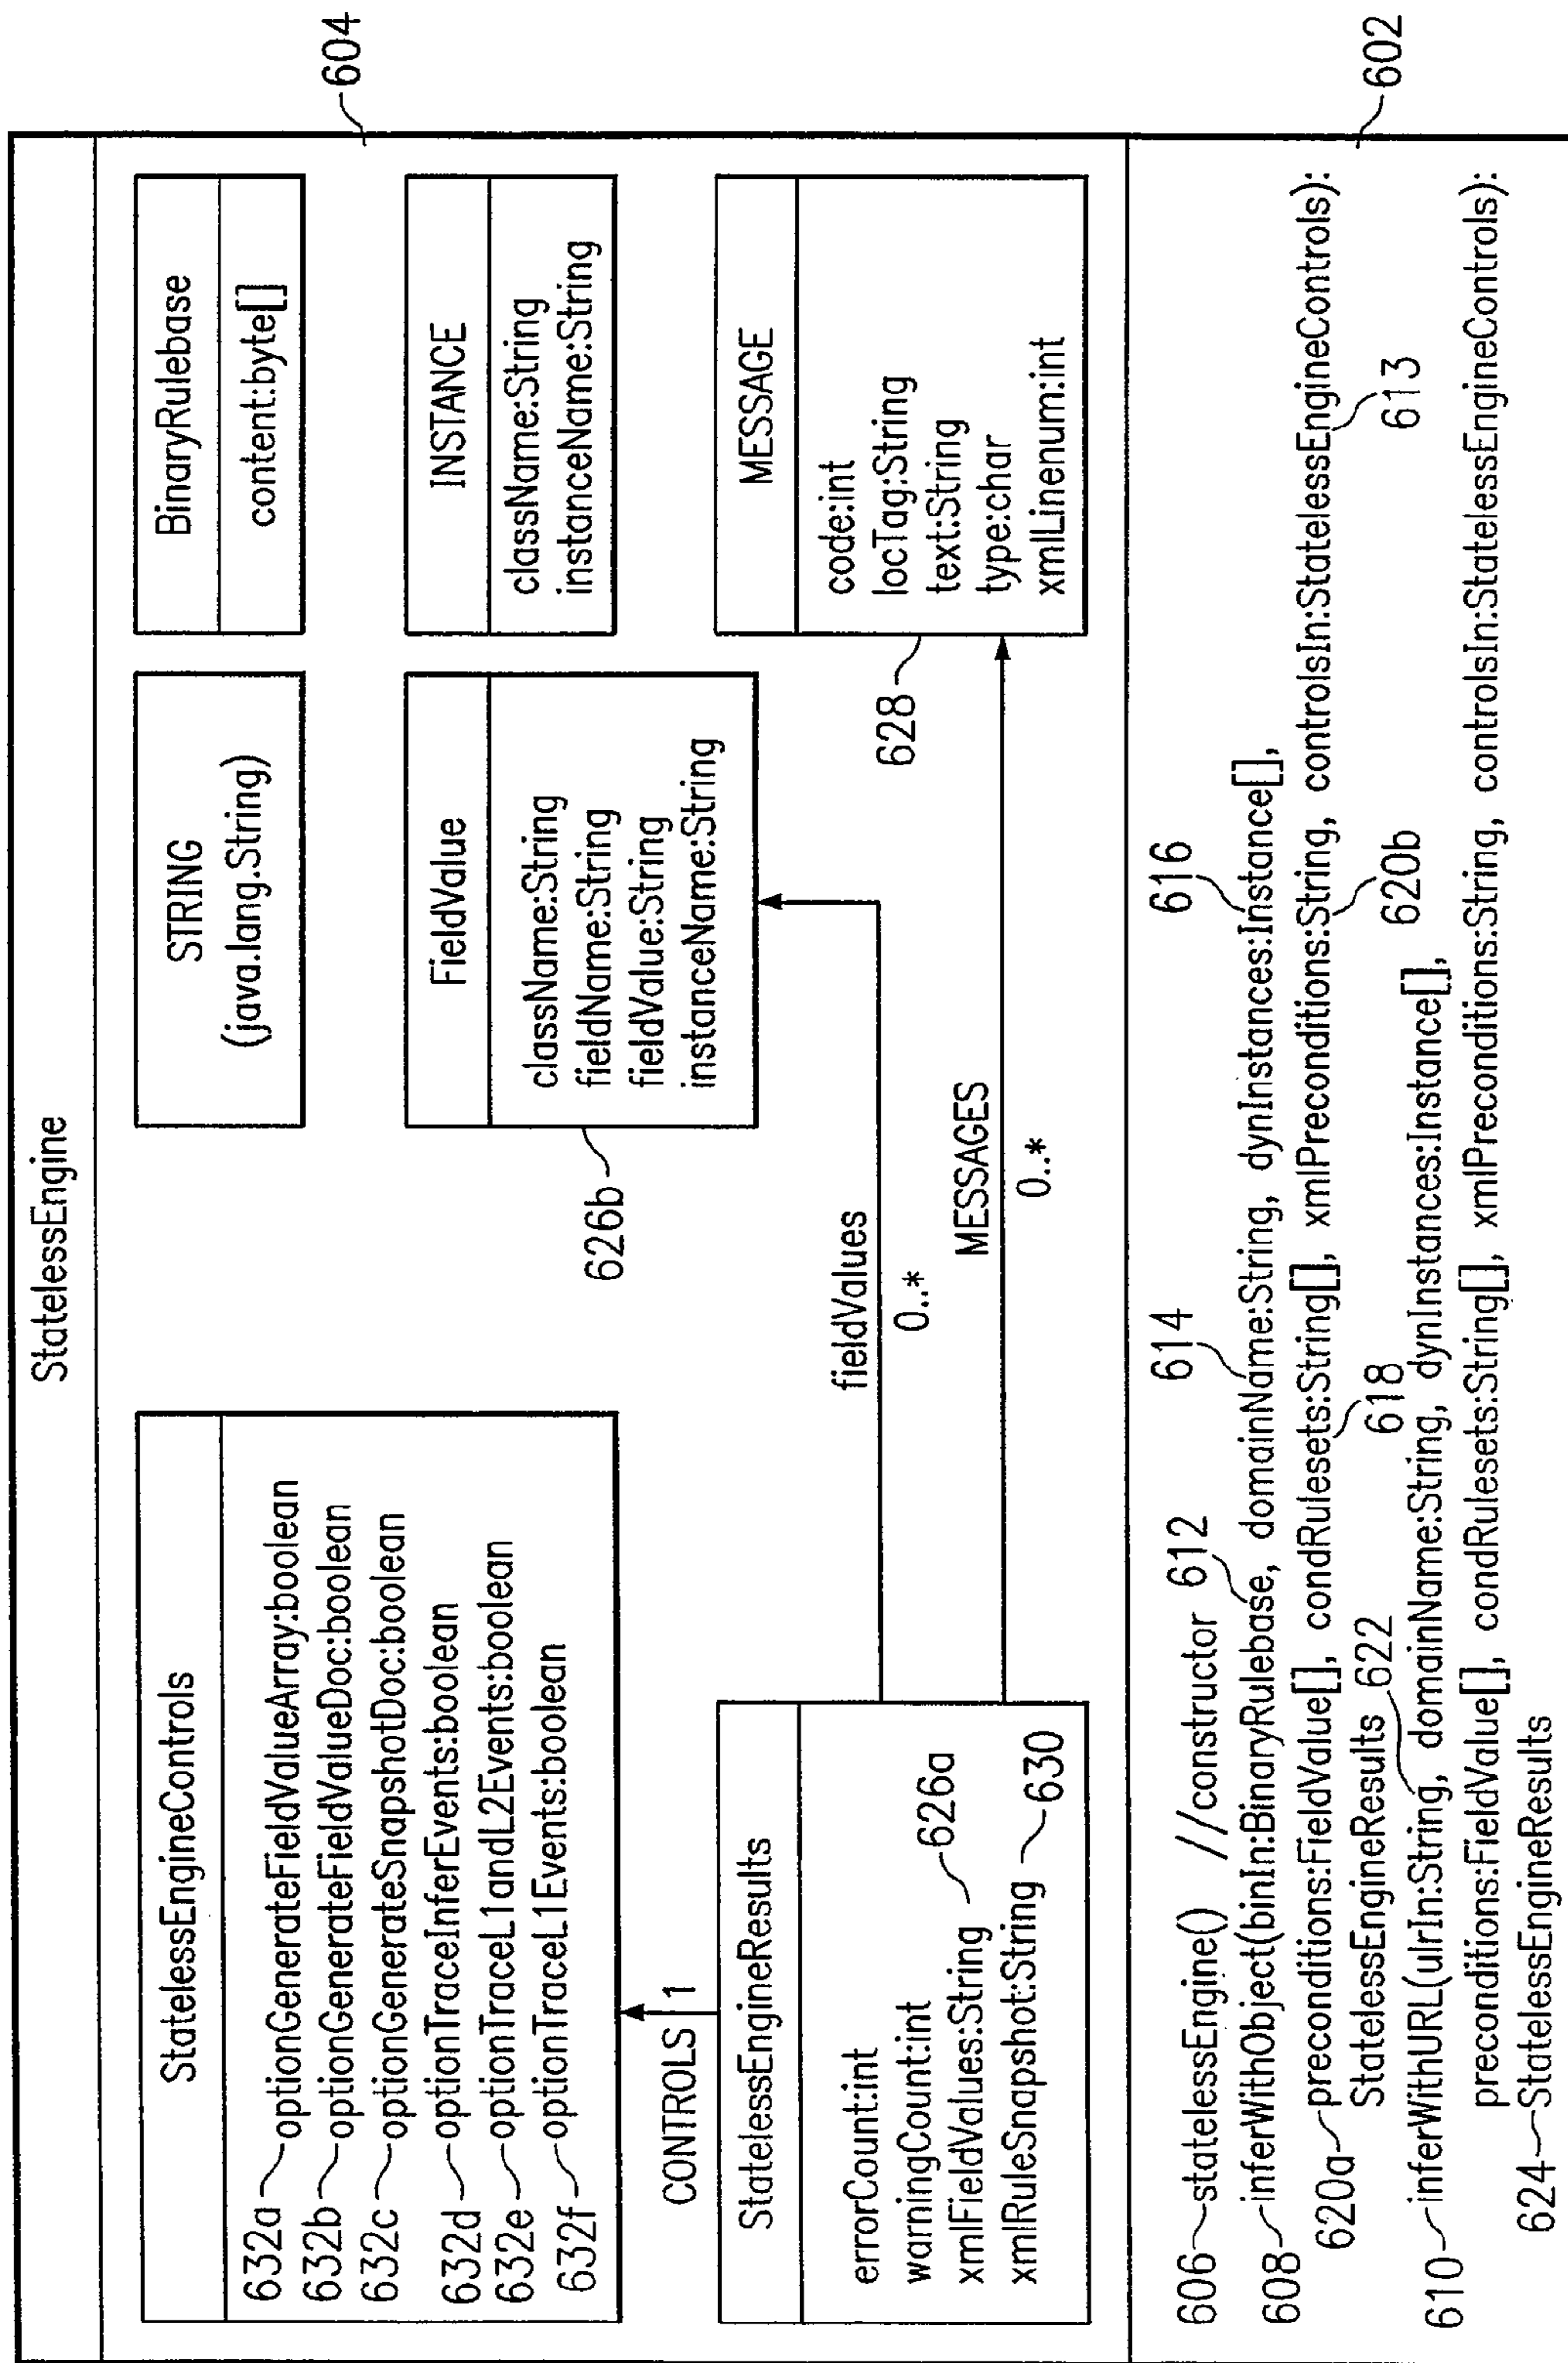 StatelessEngine
604
StatelessEngineControls
632a optionGenerateFieldValueArray:boolean
632b optionGenerateFieldValueDoc:boolean
632c optionGenerateSnapshotDoc:boolean
632d optionTraceInferEvents:boolean
632e optionTraceL1andL2Events:boolean
632f optionTraceL1Events:boolean
STRING
(java.lang.String)
BinaryRulebase
content:byte[]
FieldValue
className:String
fieldName:String
fieldValue:String
instanceName:String
626b
INSTANCE
className:String
instanceName:String
CONTROLS 1
StatelessEngineResults
errorCount:int
warningCount:int
xmlFieldValues:String 626a
xmlRuleSnapshot:String 630
fieldValues
0..*
MESSAGES
0..*
MESSAGE
code:int
locTag:String
text:String
type:char
xmlLinenum:int
628
602
614 616
606 statelessEngine() //constructor 612
608 inferWithObject(binIn:BinaryRulebase, domainName:String, dynInstances:Instance[],
620a preconditions:FieldValue[], condRulesets:String[], xmlPreconditions:String, controlsIn:StatelessEngineControls):
StatelessEngineResults 622 618 620b 613
610 inferWithURL(ulrIn:String, domainName:String, dynInstances:Instance[],
preconditions:FieldValue[], condRulesets:String[], xmlPreconditions:String, controlsIn:StatelessEngineControls):
624 StatelessEngineResults